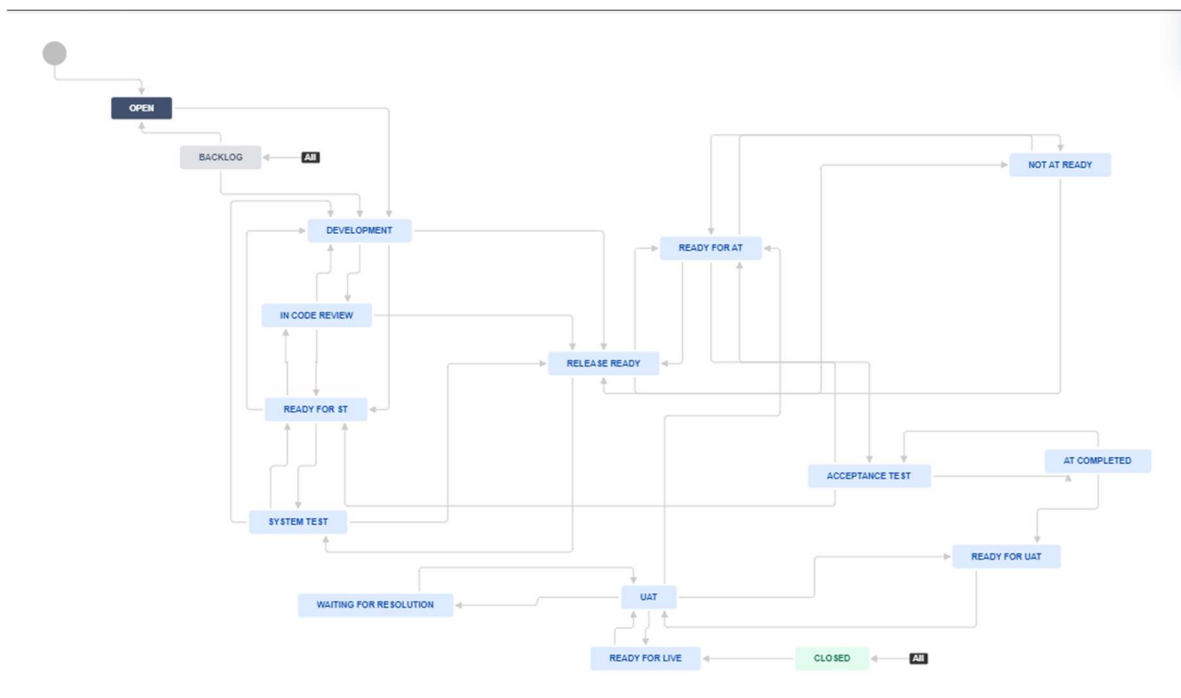 OPEN
BACKLOG
All
NOT AT READY
DEVELOPMENT
READY FOR AT
IN CODE REVIEW
RELEASE READY
READY FOR ST
AT COMPLETED
ACCEPTANCE TEST
SYSTEM TEST
READY FOR UAT
UAT
WAITING FOR RESOLUTION
READY FOR LIVE
CLOSED
All